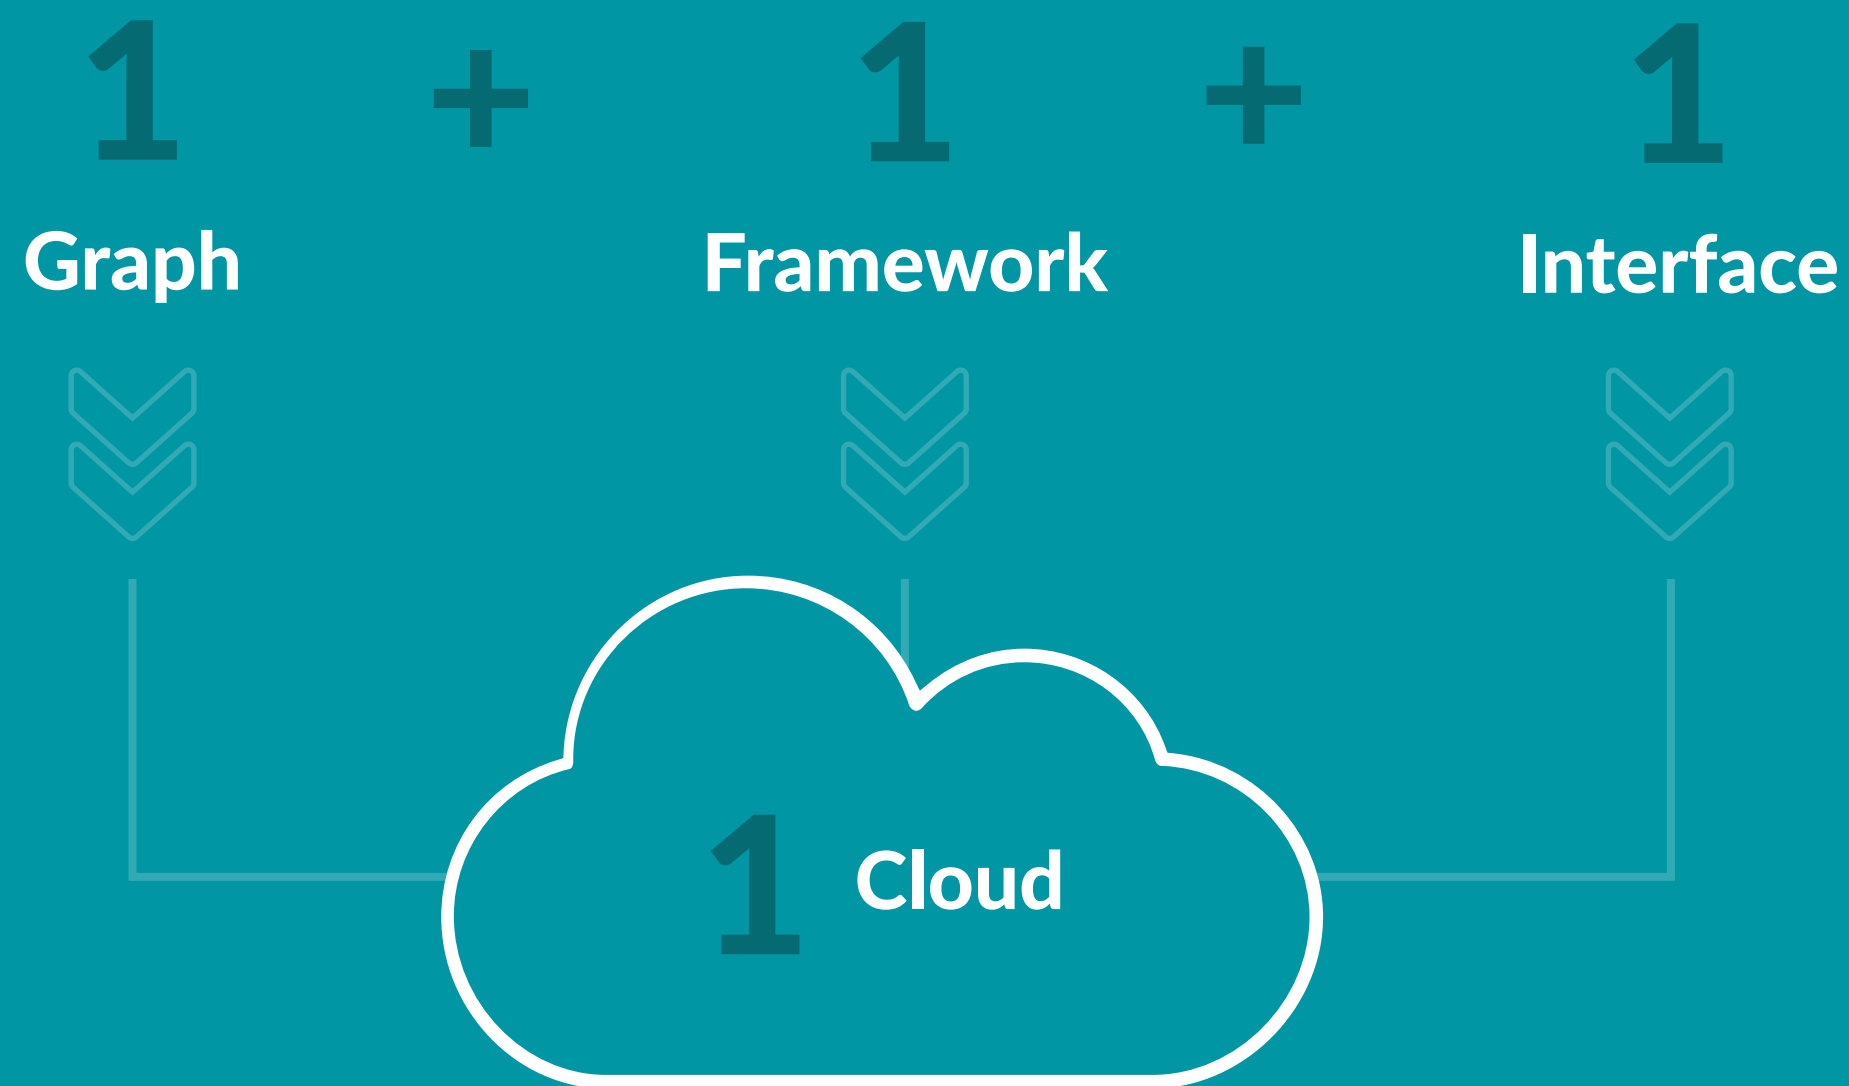 1 + 1 + 1
Graph Framework Interface
1 Cloud